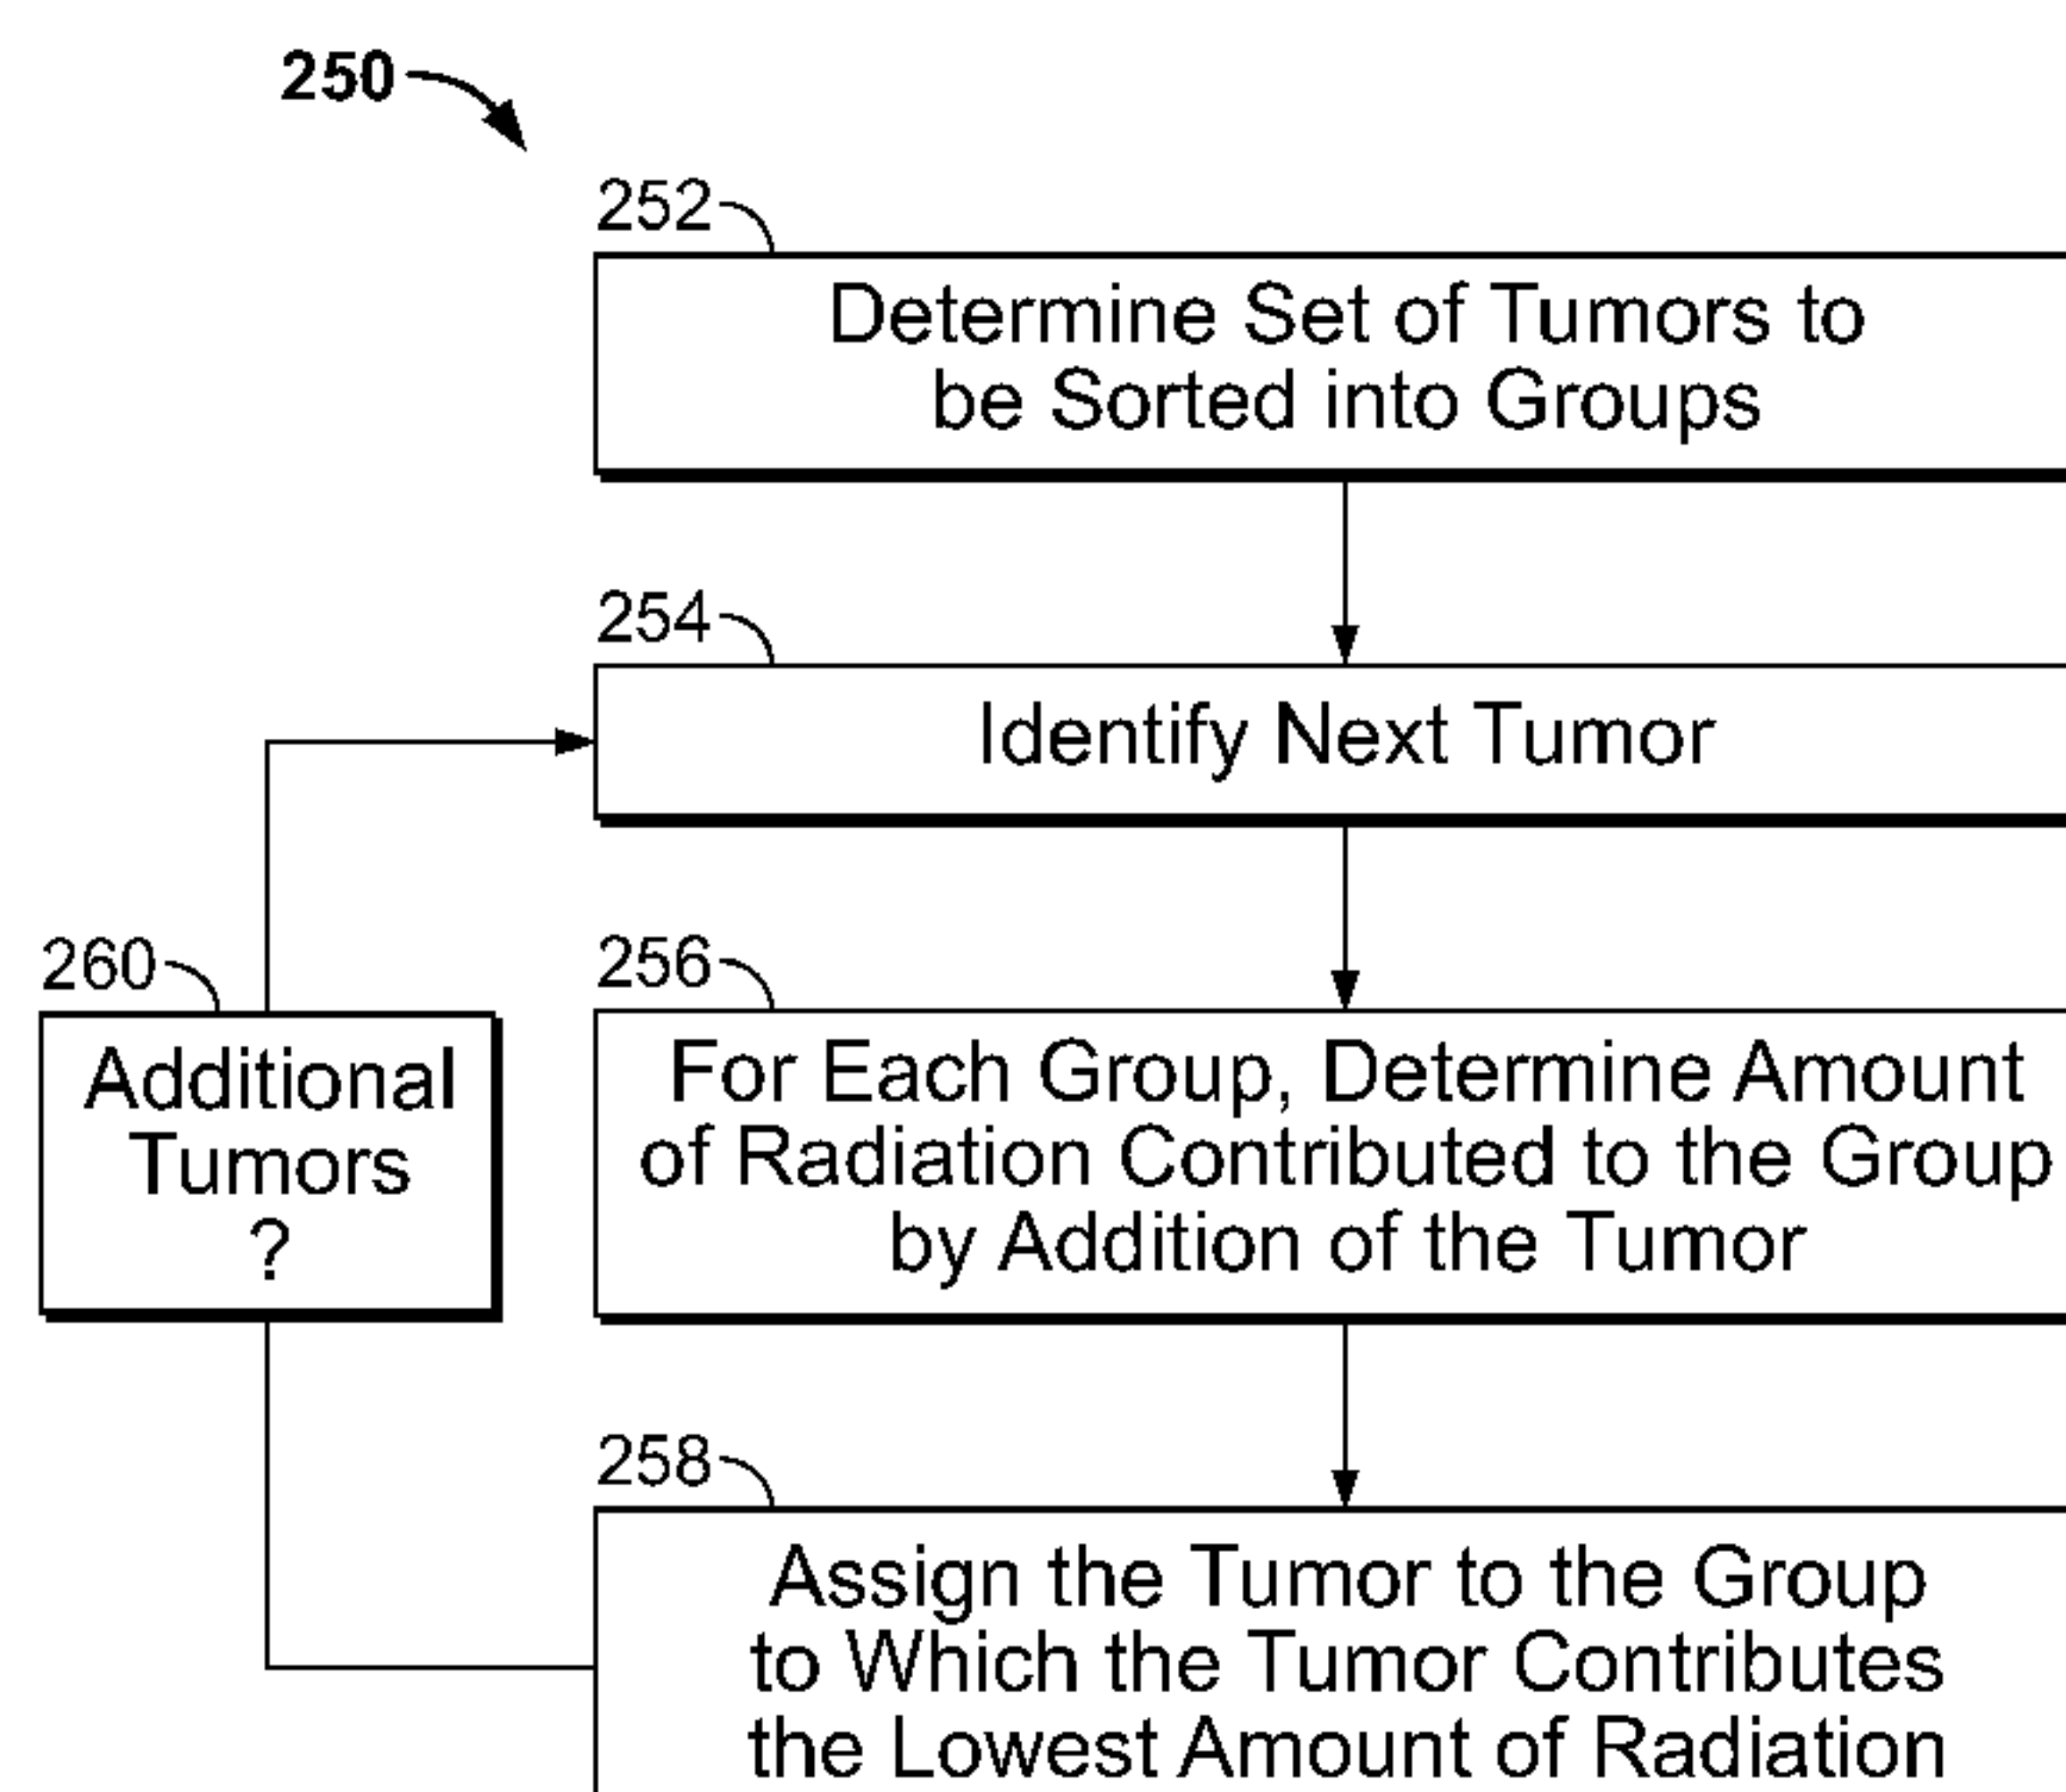 250
252
Determine Set of Tumors to
be Sorted into Groups
254
Identify Next Tumor
260
Additional
Tumors
?
256
For Each Group, Determine Amount
of Radiation Contributed to the Group
by Addition of the Tumor
258
Assign the Tumor to the Group
to Which the Tumor Contributes
the Lowest Amount of Radiation